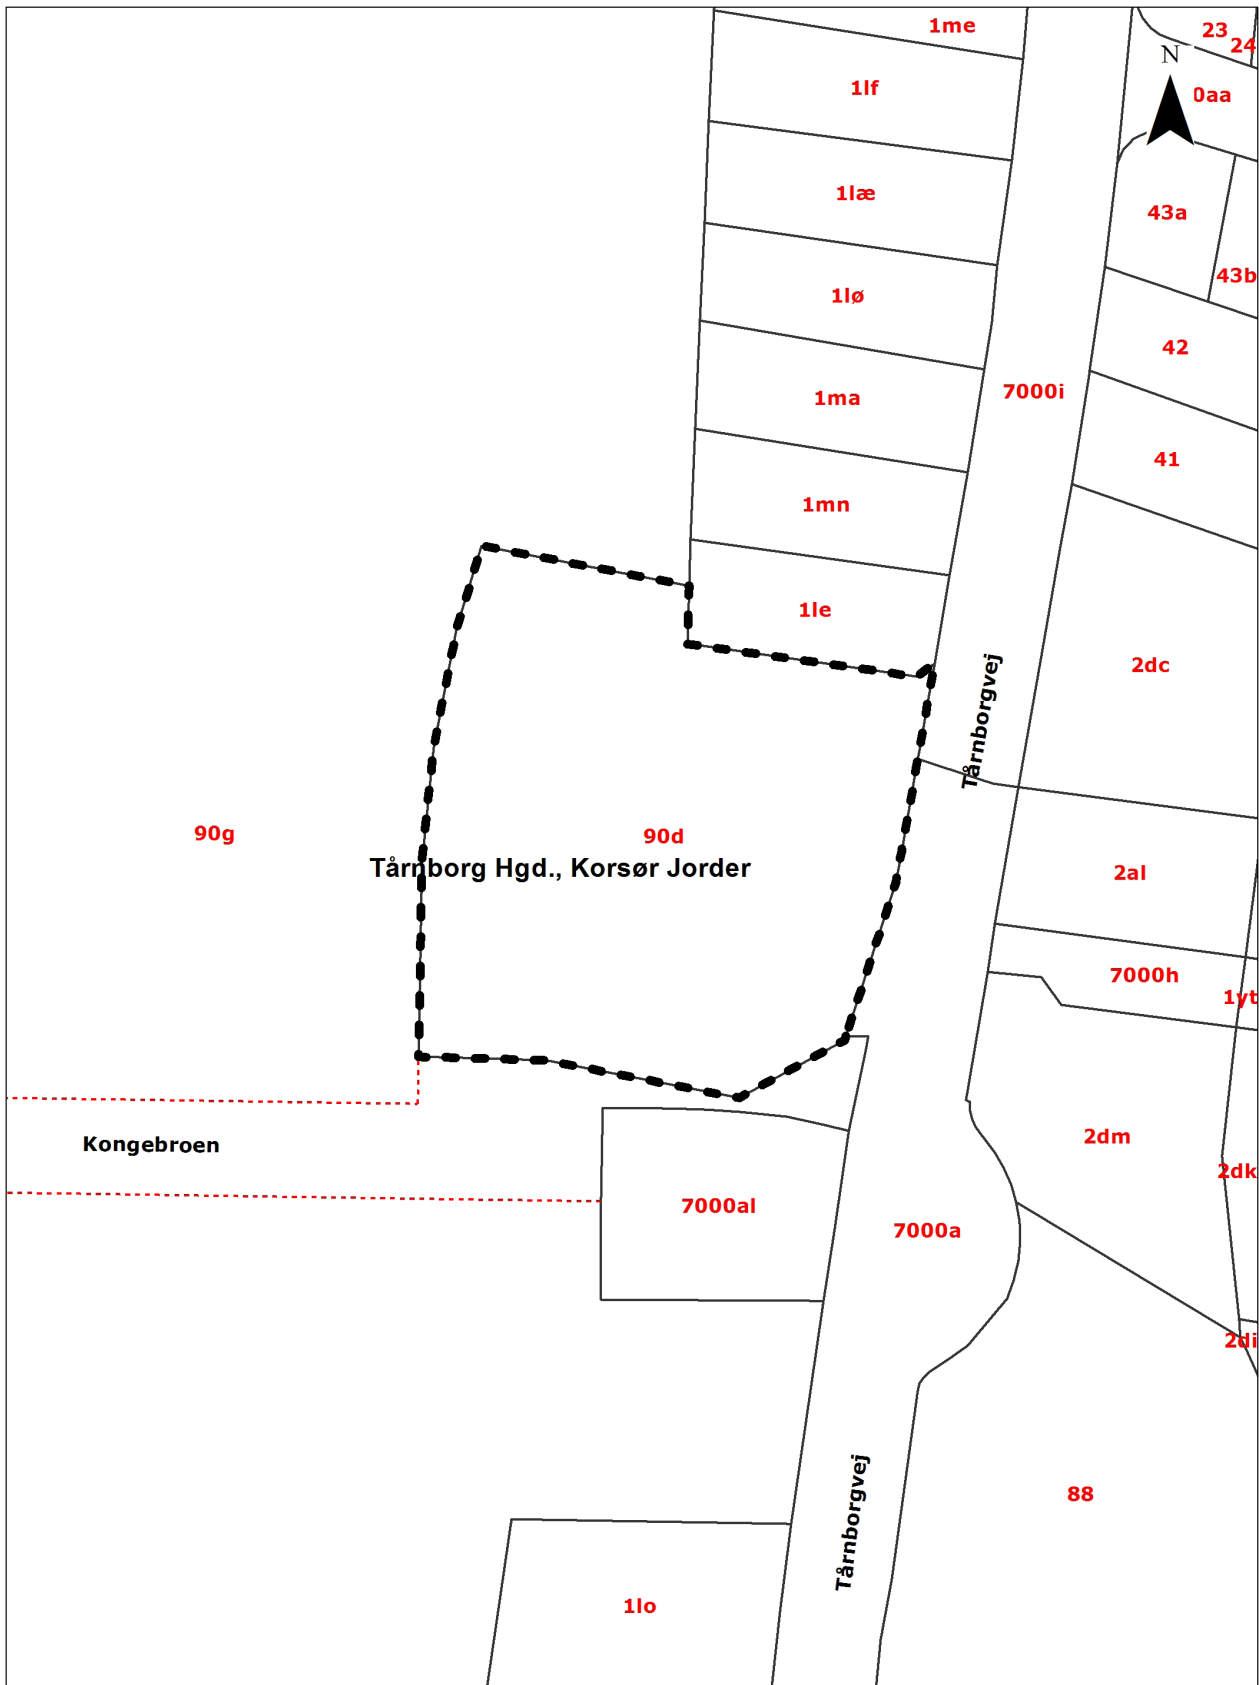 1me
23
24
N
1lf
0aa
1læ
43a
1lø
43b
42
7000i
1ma
41
1mn
1le
2dc
Tårnborgvej
90g
90d
Tårnborg Hgd., Korsør Jorder
2al
7000h
1yt
Kongebroen
2dm
2dk
7000al
7000a
2di
88
Tårnborgvej
1lo